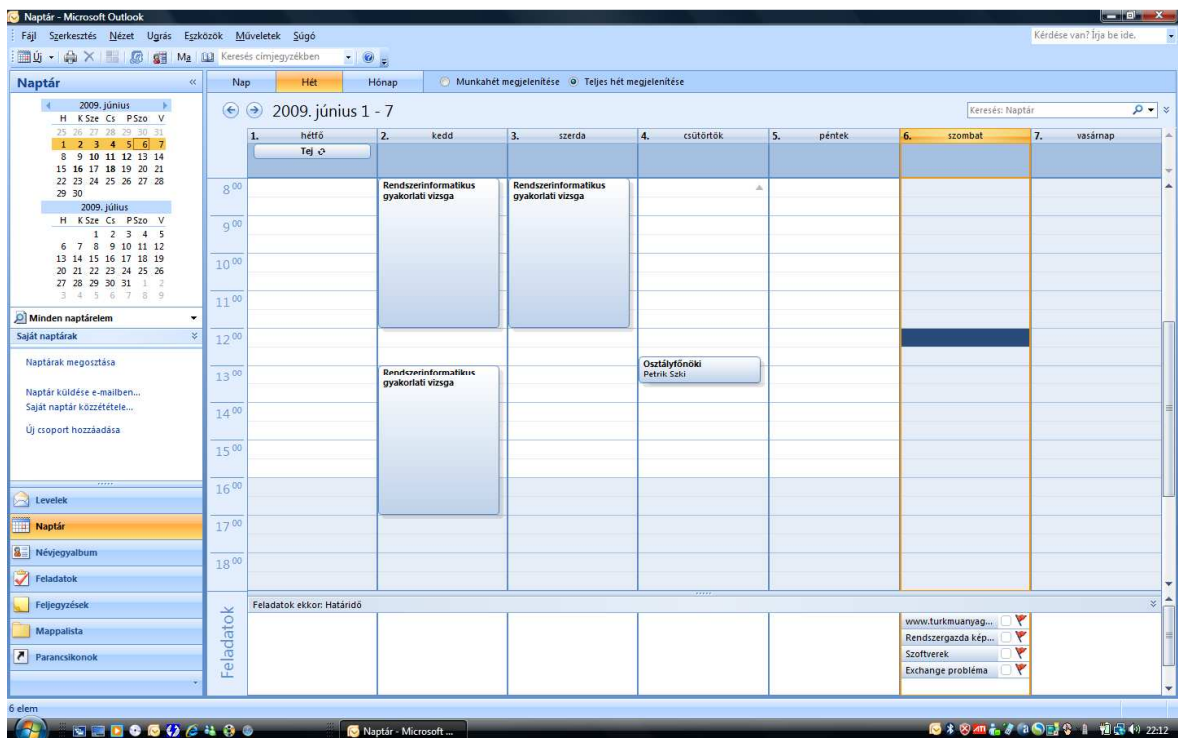 Naptár - Microsoft Outlook
Fájl Szerkesztés Nézet Ugrás Eszközök Műveletek Súgó
Kérdése van? Írja be ide.
Új
Keresés címjegyzékben
Naptár «
Nap Hét Hónap Munkahét megjelenítése Teljes hét megjelenítése
2009. június
H K Sze Cs P Szo V
25 26 27 28 29 30 31
1 2 3 4 5 6 7
8 9 10 11 12 13 14
15 16 17 18 19 20 21
22 23 24 25 26 27 28
29 30
2009. július
H K Sze Cs P Szo V
1 2 3 4 5
6 7 8 9 10 11 12
13 14 15 16 17 18 19
20 21 22 23 24 25 26
27 28 29 30 31 1 2
3 4 5 6 7 8 9
Minden naptárelem
Saját naptárak
Naptárak megosztása
Naptár küldése e-mailben...
Saját naptár közzététele...
Új csoport hozzáadása
Levelek
Naptár
Névjegyalbum
Feladatok
Feljegyzések
Mappalista
Parancsikonok
2009. június 1 - 7
Keresés: Naptár
1. hétfő 2. kedd 3. szerda 4. csütörtök 5. péntek 6. szombat 7. vasárnap
Tej
8 00
9 00
10 00
11 00
12 00
13 00
14 00
15 00
16 00
17 00
18 00
Rendszerinformatikus
gyakorlati vizsga
Rendszerinformatikus
gyakorlati vizsga
Rendszerinformatikus
gyakorlati vizsga
Osztályfőnöki
Petrik Szki
Feladatok
Feladatok ekkor: Határidő
www.turkmuanyag...
Rendszergazda kép...
Szoftverek
Exchange probléma
6 elem
Naptár - Microsoft ...
22:12